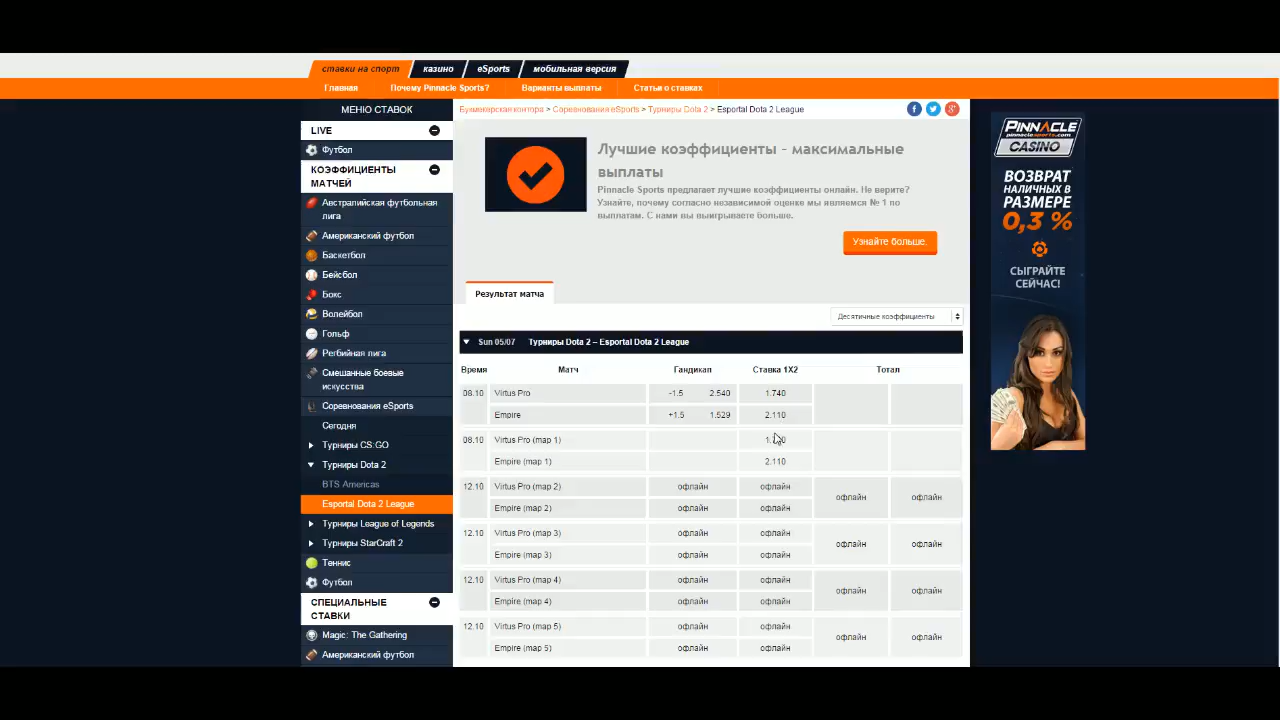 ставки на спорт казино eSports мобильная версия
Главная Почему Pinnacle Sports? Варианты выплаты Статьи о ставках
МЕНЮ СТАВОК
LIVE
Футбол
КОЭФФИЦИЕНТЫ
МАТЧЕЙ
Австралийская футбольная
лига
Американский футбол
Баскетбол
Бейсбол
Бокс
Волейбол
Гольф
Регбийная лига
Смешанные боевые
искусства
Соревнования eSports
Сегодня
Турниры CS:GO
Турниры Dota 2
BTS Americas
Esportal Dota 2 League
Турниры League of Legends
Турниры StarCraft 2
Теннис
Футбол
СПЕЦИАЛЬНЫЕ
СТАВКИ
Magic: The Gathering
Американский футбол
Букмекерская контора > Соревнования eSports > Турниры Dota 2 > Esportal Dota 2 League
Лучшие коэффициенты - максимальные
выплаты
Pinnacle Sports предлагает лучшие коэффициенты онлайн. Не верите?
Узнайте, почему согласно независимой оценке мы являемся № 1 по
выплатам. С нами вы выигрываете больше.
Узнайте больше.
Результат матча
Десятичные коэффициенты
Sun 05/07 Турниры Dota 2 – Esportal Dota 2 League
Время Матч Гандикап Ставка 1X2 Тотал
08.10 Virtus Pro -1.5 2.540 1.740
Empire +1.5 1.529 2.110
08.10 Virtus Pro (map 1)
Empire (map 1) 2.110
12.10 Virtus Pro (map 2) офлайн офлайн
Empire (map 2) офлайн офлайн
офлайн офлайн
12.10 Virtus Pro (map 3) офлайн офлайн
Empire (map 3) офлайн офлайн
офлайн офлайн
12.10 Virtus Pro (map 4) офлайн офлайн
Empire (map 4) офлайн офлайн
офлайн офлайн
12.10 Virtus Pro (map 5) офлайн офлайн
Empire (map 5) офлайн офлайн
офлайн офлайн
PINNACLE
pinnaclesports.com
CASINO
ВОЗВРАТ
НАЛИЧНЫХ В
РАЗМЕРЕ
0,3 %
СЫГРАЙТЕ
СЕЙЧАС!